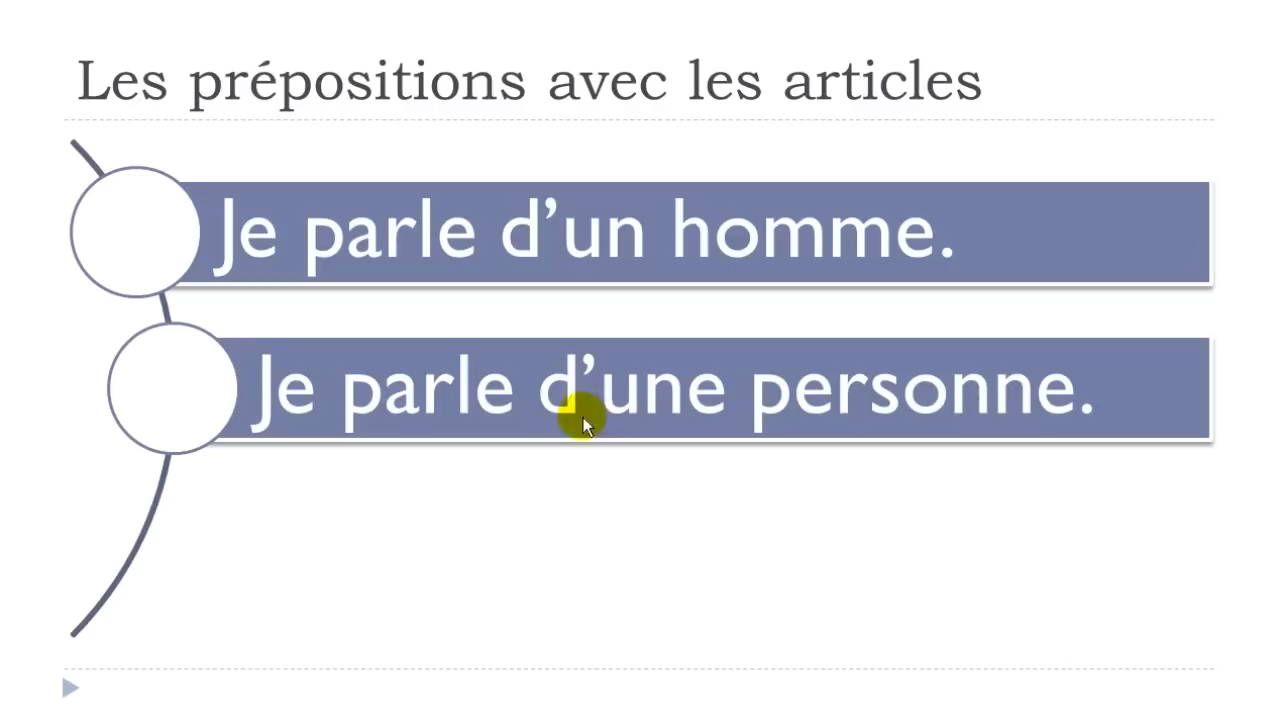 Les prépositions avec les articles
Je parle d’un homme.
Je parle d’une personne.